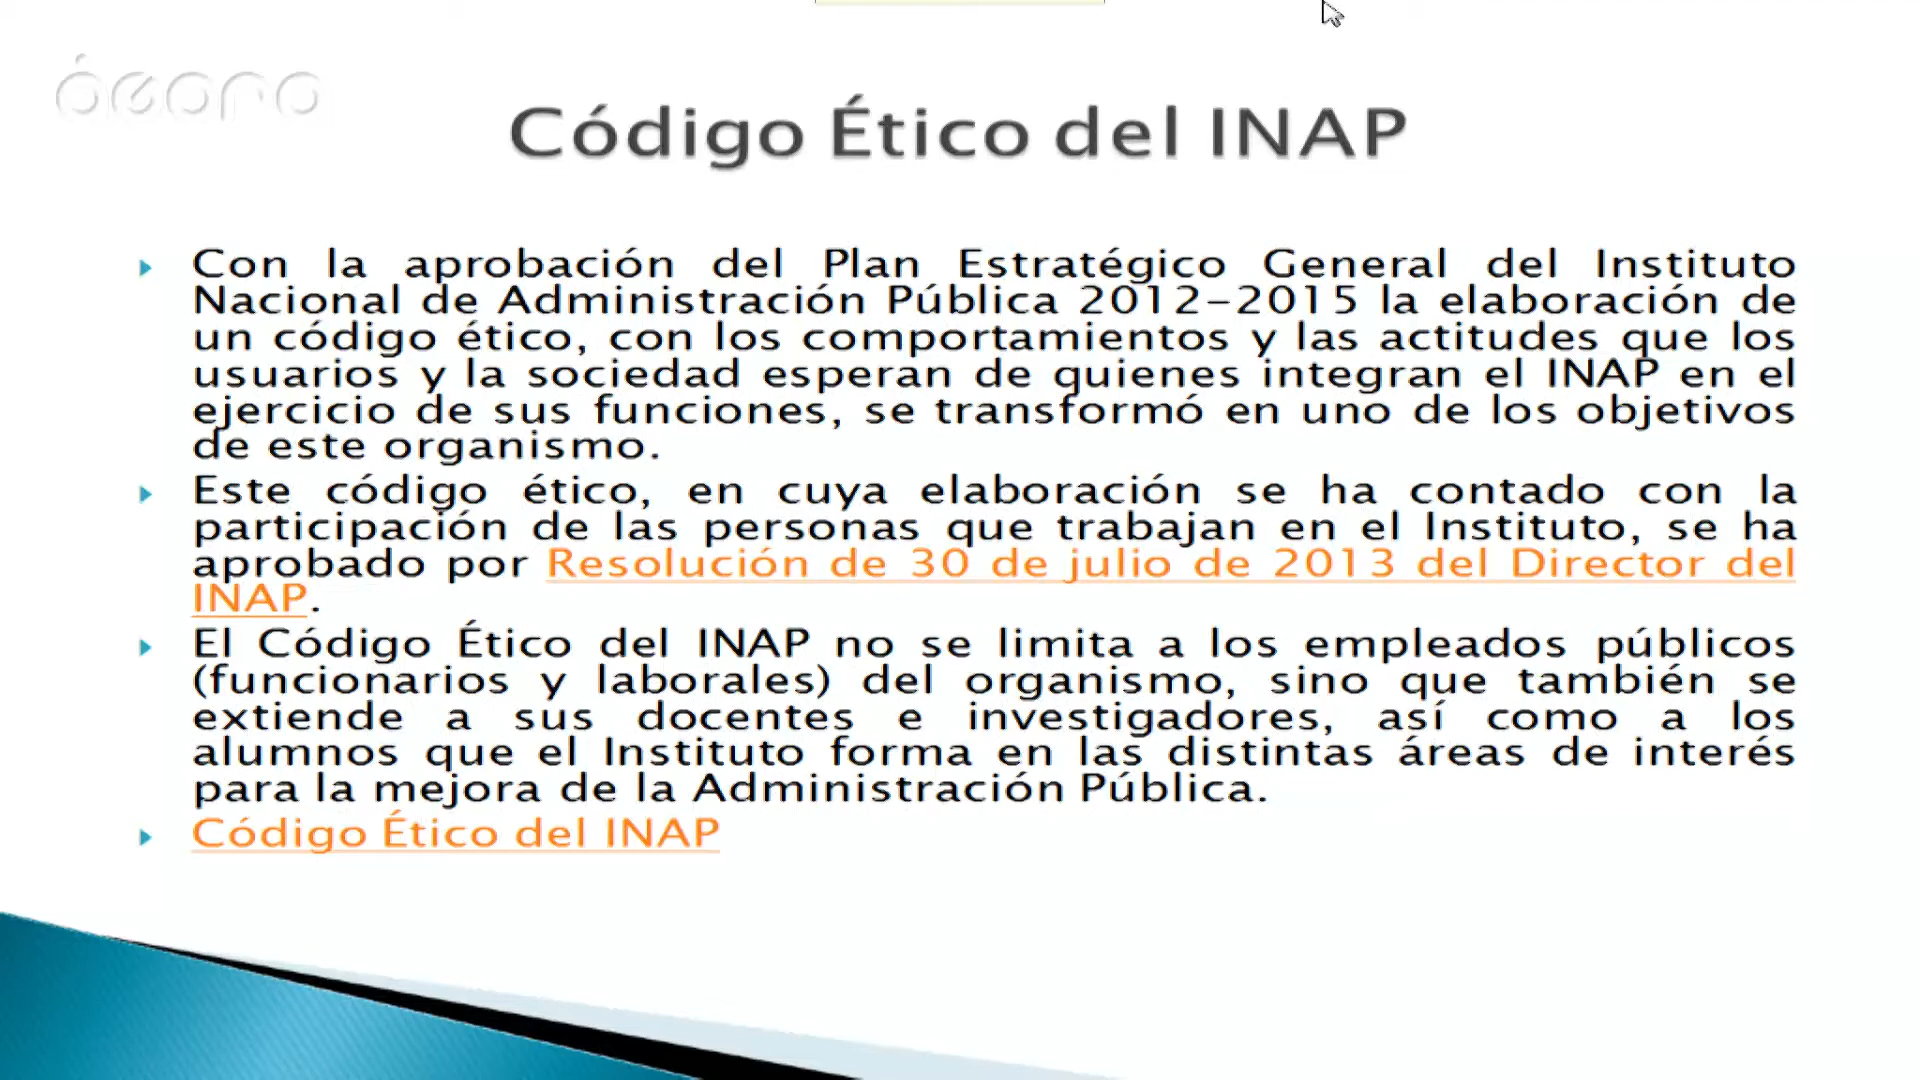 Código Ético del INAP
Con la aprobación del Plan Estratégico General del Instituto
Nacional de Administración Pública 2012-2015 la elaboración de
un código ético, con los comportamientos y las actitudes que los
usuarios y la sociedad esperan de quienes integran el INAP en el
ejercicio de sus funciones, se transformó en uno de los objetivos
de este organismo.
Este código ético, en cuya elaboración se ha contado con la
participación de las personas que trabajan en el Instituto, se ha
aprobado por Resolución de 30 de julio de 2013 del Director del
INAP.
El Código Ético del INAP no se limita a los empleados públicos
(funcionarios y laborales) del organismo, sino que también se
extiende a sus docentes e investigadores, así como a los
alumnos que el Instituto forma en las distintas áreas de interés
para la mejora de la Administración Pública.
Código Ético del INAP